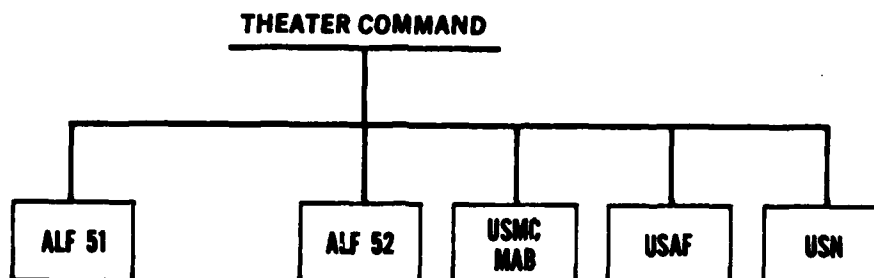 THEATER COMMAND
ALF 51
ALF 52
USMC
MAB
USAF
USN